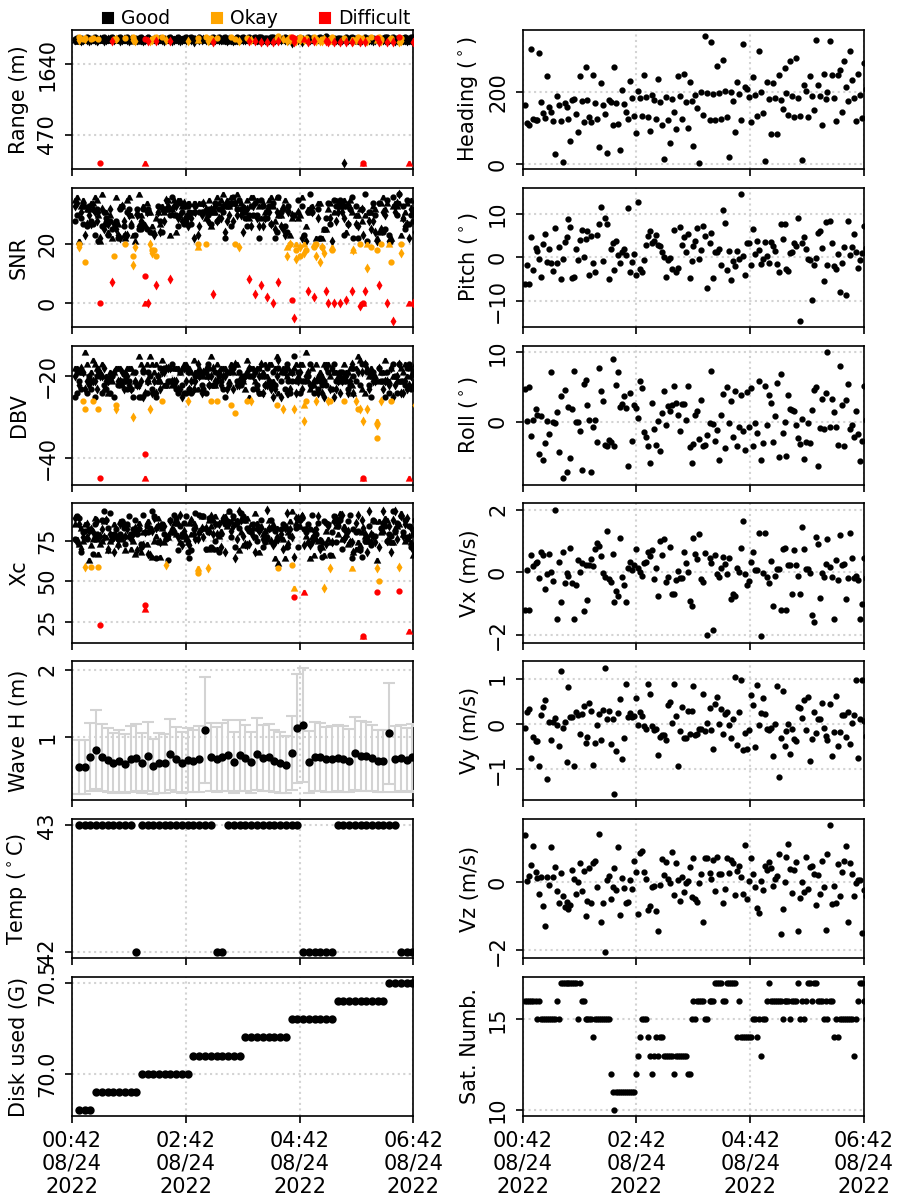 Good Okay Difficult
Range (m)
1640
470
Heading (°)
200
0
SNR
20
0
Pitch (°)
10
0
−10
DBV
−20
−40
Roll (°)
10
0
Xc
75
50
25
Vx (m/s)
2
0
−2
Wave H (m)
2
1
Vy (m/s)
1
0
−1
Temp (°C)
43
42
Vz (m/s)
0
−2
Disk used (G)
70.5
70.0
Sat. Numb.
15
10
00:42 02:42 04:42 06:42 00:42 02:42 04:42 06:42
08/24 08/24 08/24 08/24 08/24 08/24 08/24 08/24
2022 2022 2022 2022 2022 2022 2022 2022